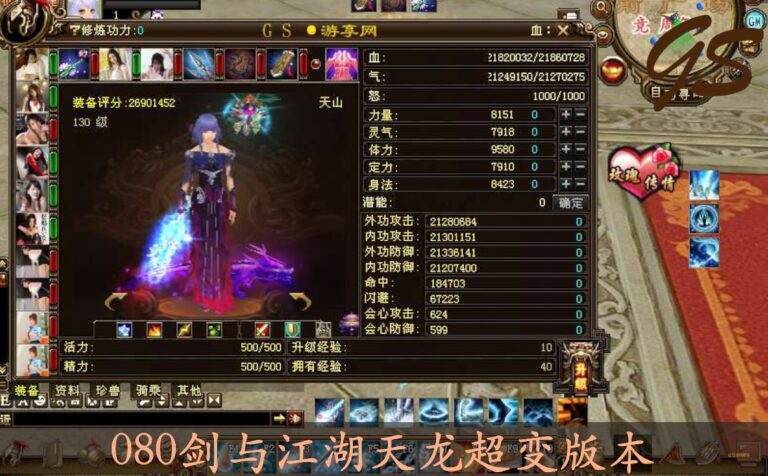 修炼功力:0
GS●游享网
血:
装备评分:26901452
天山
130 级
血: 21820032/21860728
气: 21249150/21270275
怒: 1000/1000
力量: 8151 0 + -
灵气: 7918 0 + -
体力: 9580 0 + -
定力: 7910 0 + -
身法: 8423 0 + -
潜能: 0 确定
外功攻击: 21280684 0
内功攻击: 21301151 0
外功防御: 21336141 0
内功防御: 21207400 0
命中: 184703 0
闪避: 67223 0
会心攻击: 624 0
会心防御: 599 0
活力: 500/500 升级经验: 10
精力: 500/500 拥有经验: 40
升级
装备 资料 珍兽 骑乘 其他
GM
GS
自动寻路
玫瑰传情
080剑与江湖天龙超变版本